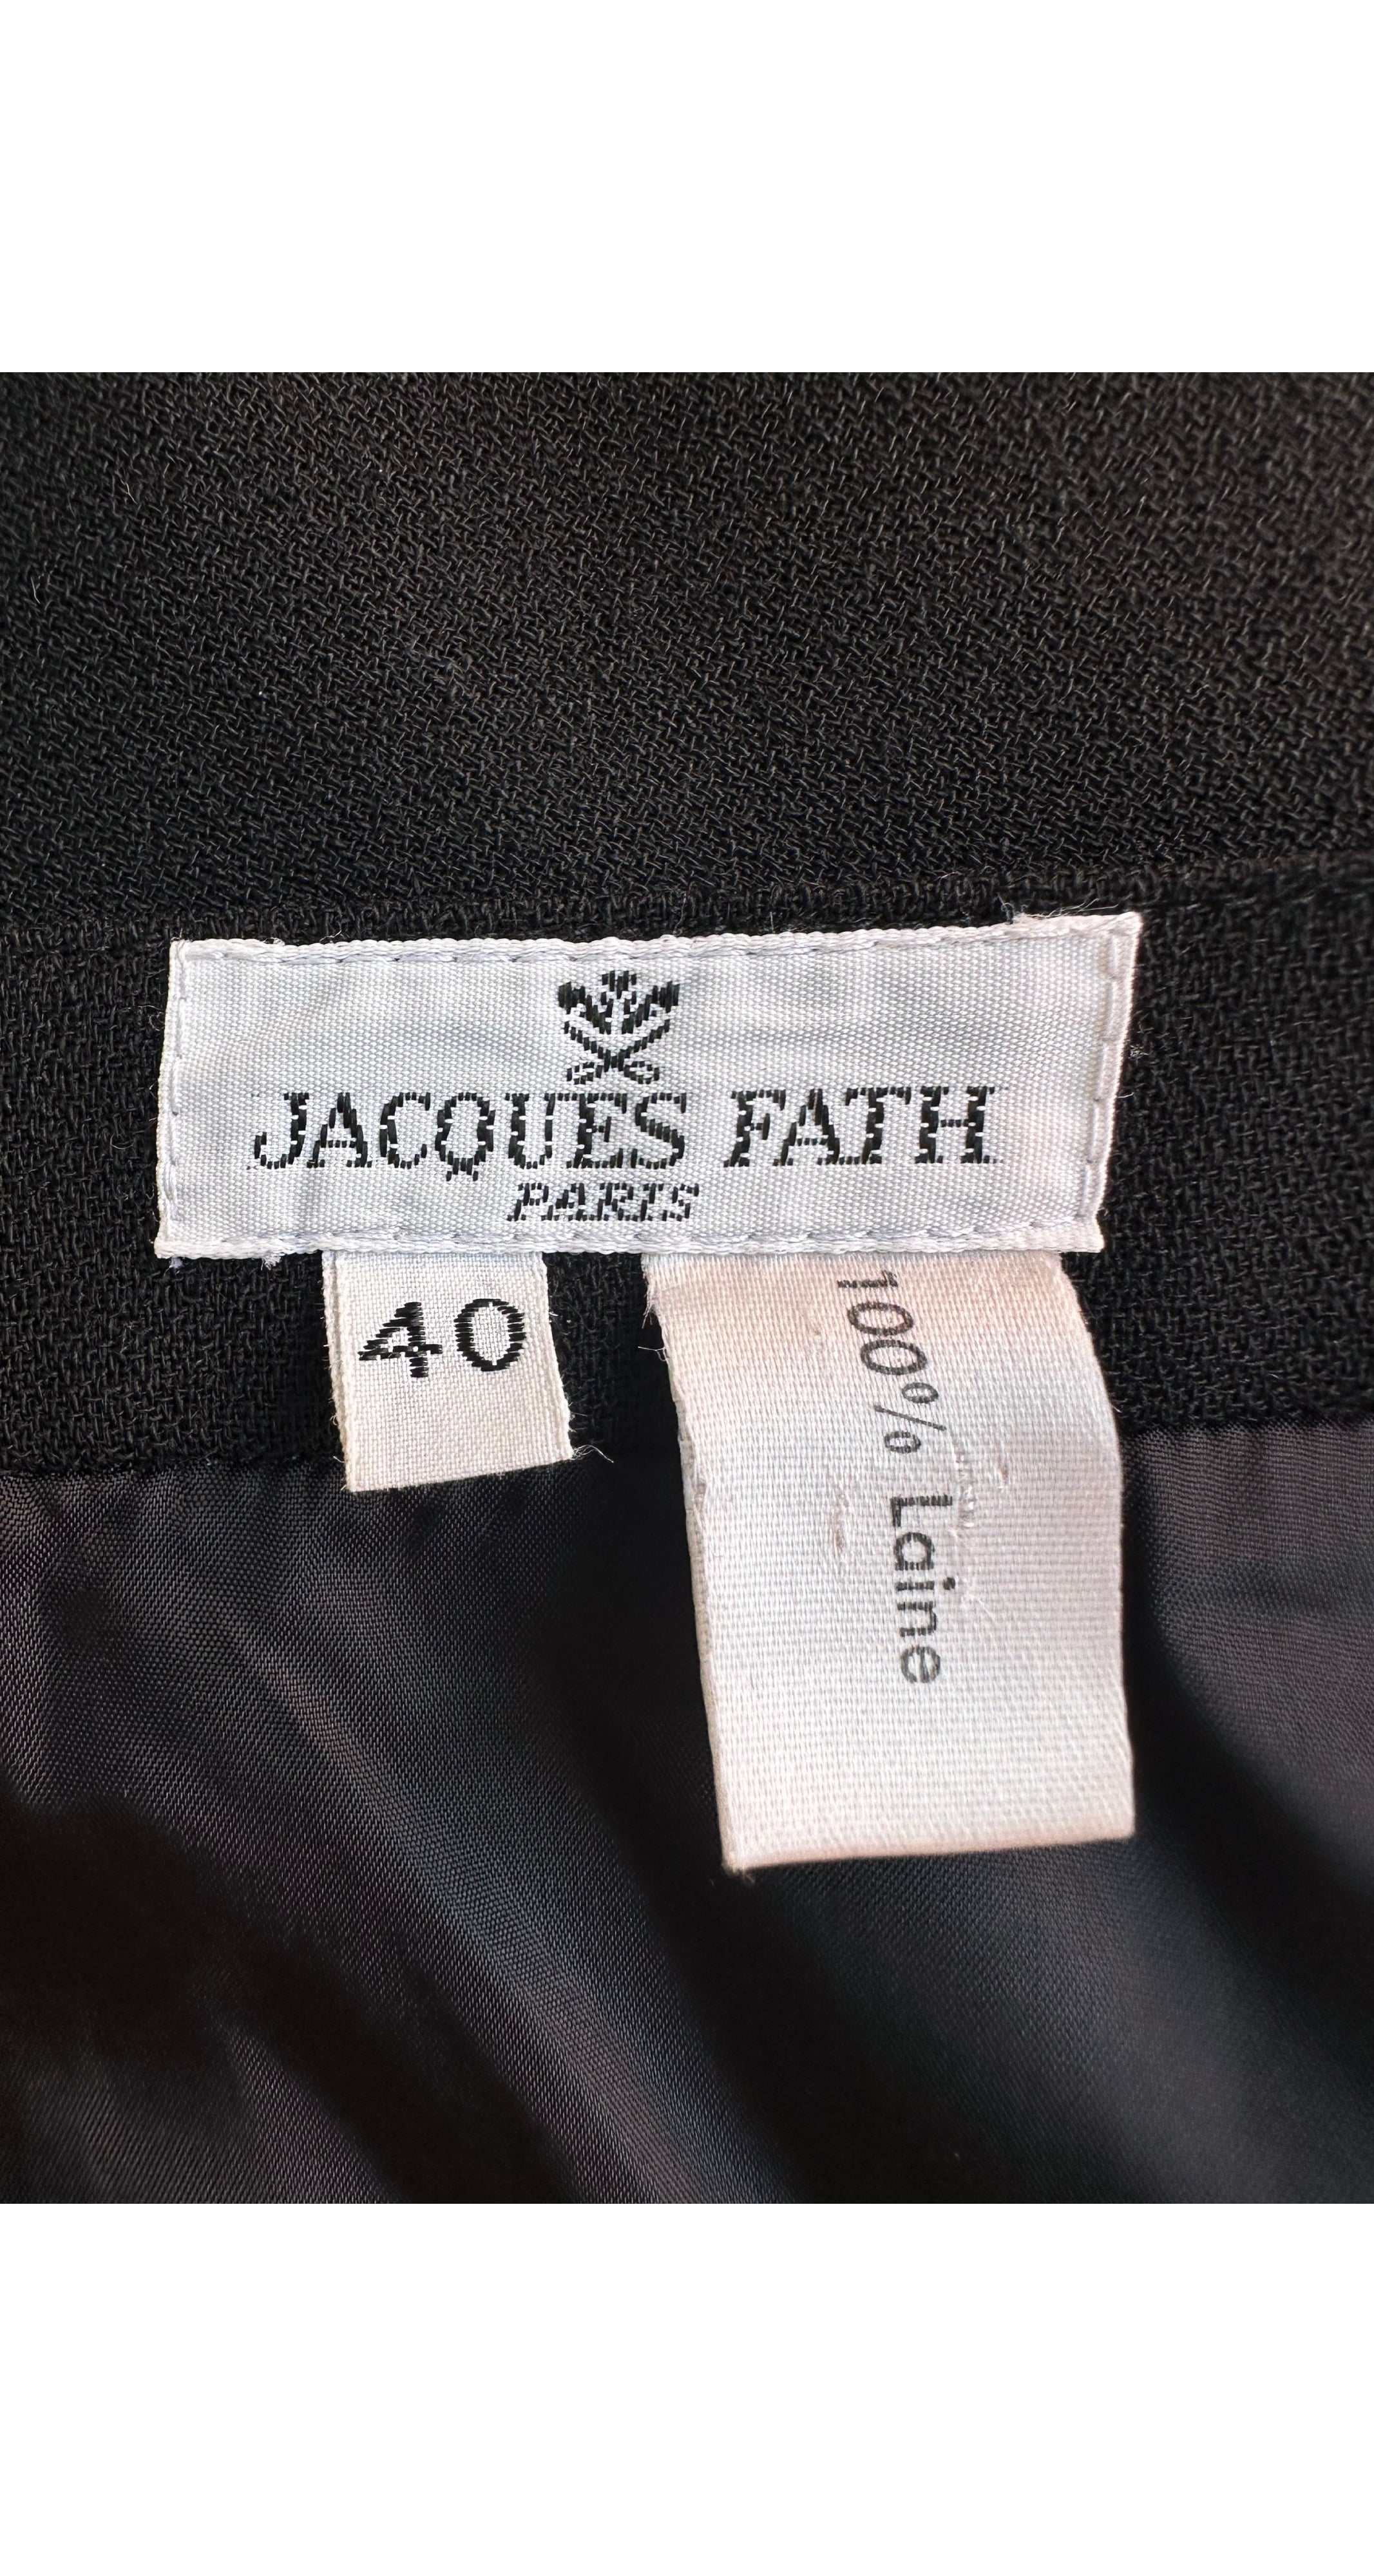 JACQUES FATH
PARIS
40
100% Laine